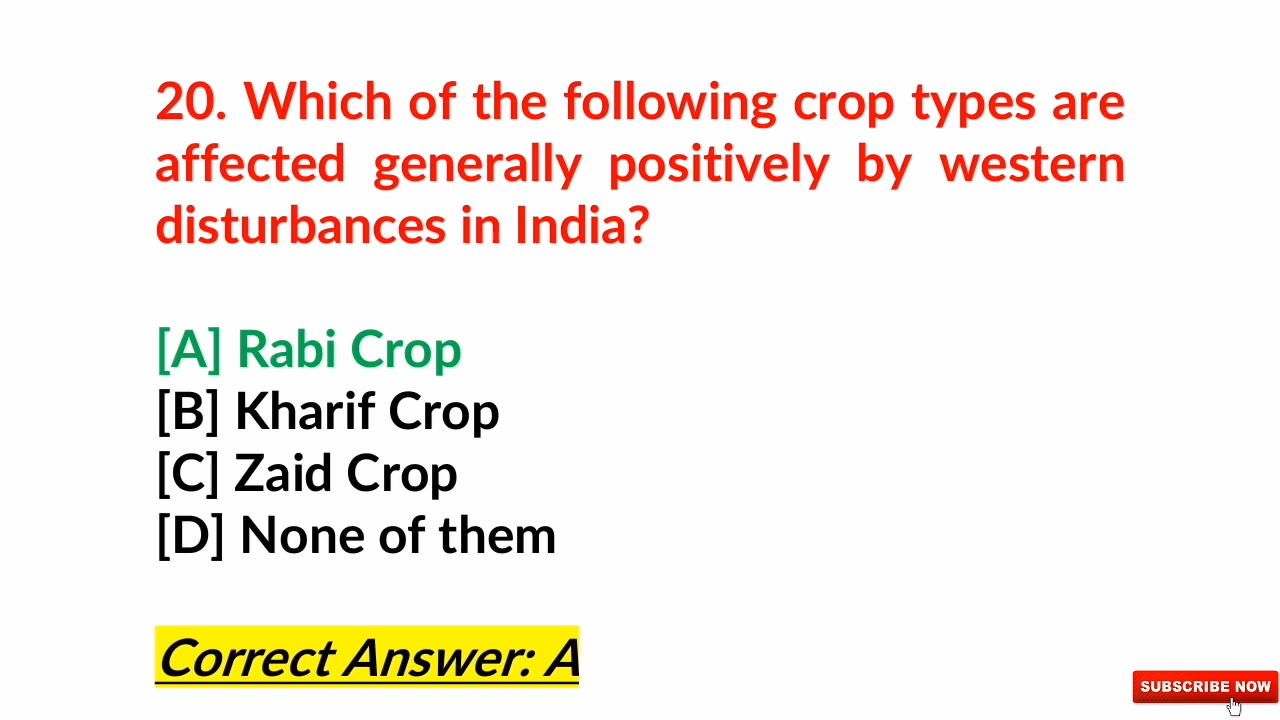 20. Which of the following crop types are
affected generally positively by western
disturbances in India?
[A] Rabi Crop
[B] Kharif Crop
[C] Zaid Crop
[D] None of them
Correct Answer: A
SUBSCRIBE NOW